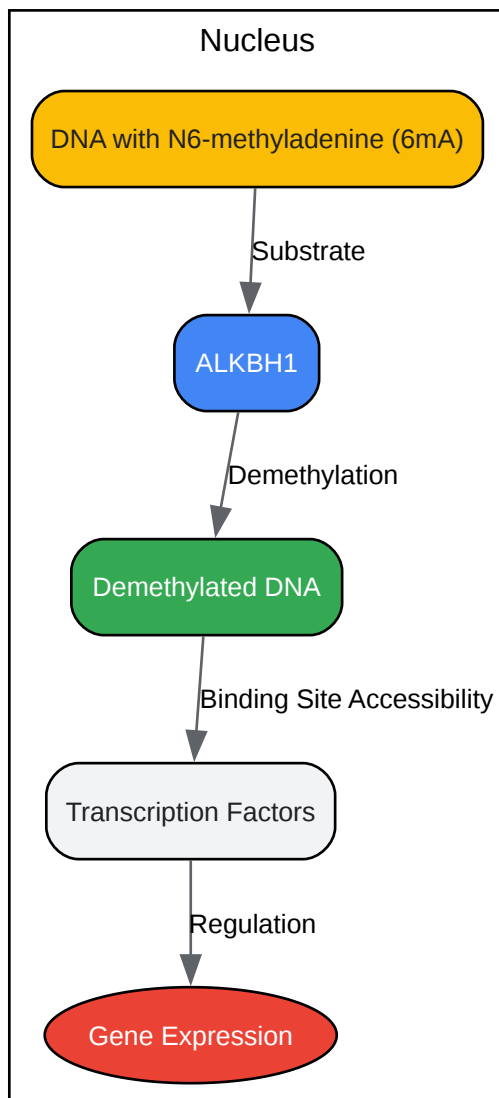 Nucleus
DNA with N6-methyladenine (6mA)
Substrate
ALKBH1
Demethylation
Demethylated DNA
Binding Site Accessibility
Transcription Factors
Regulation
Gene Expression